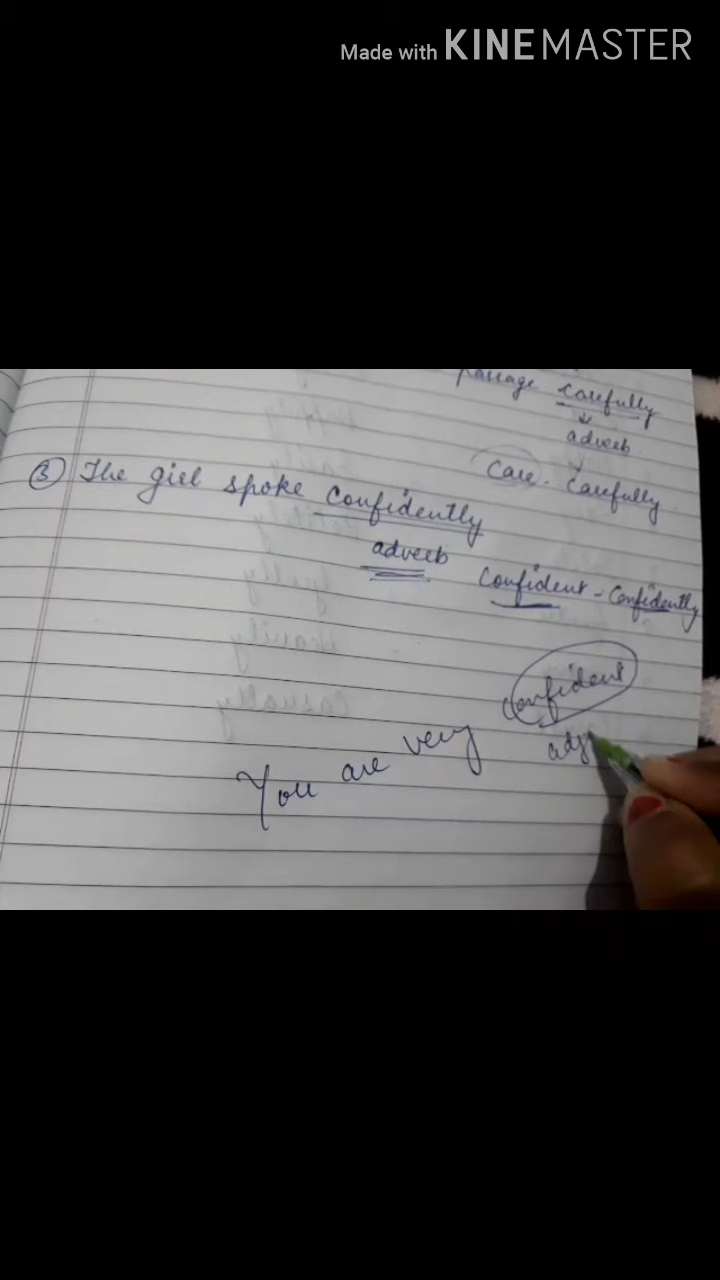 Made with KINEMASTER
passage carefully
adverb
Care - Carefully
③ The girl spoke Confidently
adverb
Confident - Confidently
You are very Confident
adj